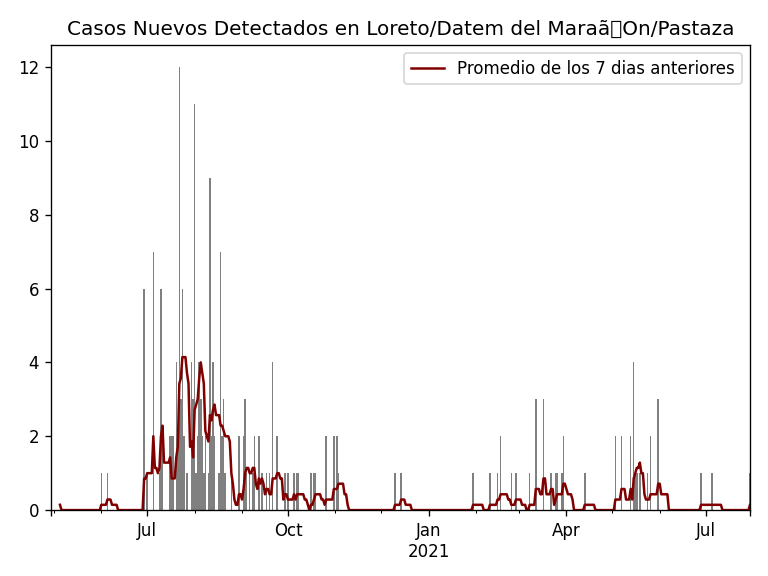 Casos Nuevos Detectados en Loreto/Datem del Maraã▯On/Pastaza
Promedio de los 7 dias anteriores
12
10
8
6
4
2
0
Jul
Oct
Jan
2021
Apr
Jul